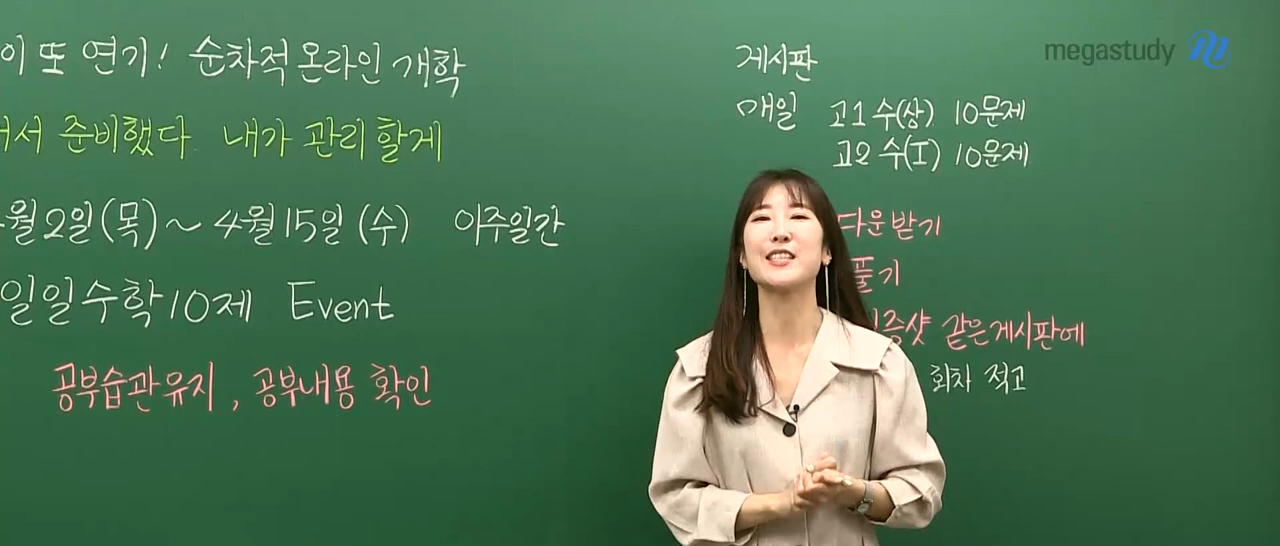 이 또 연기! 순차적 온라인 개학
서 준비했다. 내가 관리 할게
월 2일(목) ~ 4월 15일 (수) 이주일간
일일수학10제 Event
공부습관유지, 공부내용 확인
게시판
매일 고1 수(상) 10문제
고2 수(I) 10문제
다운받기
풀기
인증샷 같은게시판에
회차 적고
megastudy